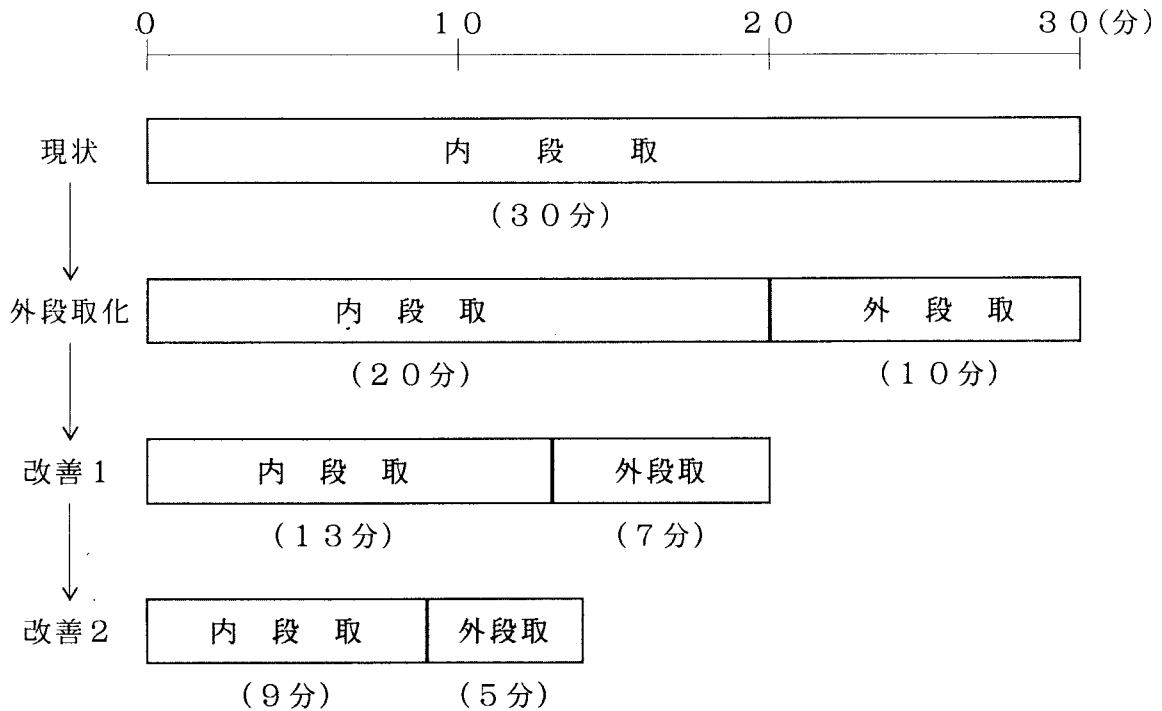 0 10 20 30(分)
現状 内段取
(30分)
外段取化 内段取 外段取
(20分) (10分)
改善1 内段取 外段取
(13分) (7分)
改善2 内段取 外段取
(9分) (5分)